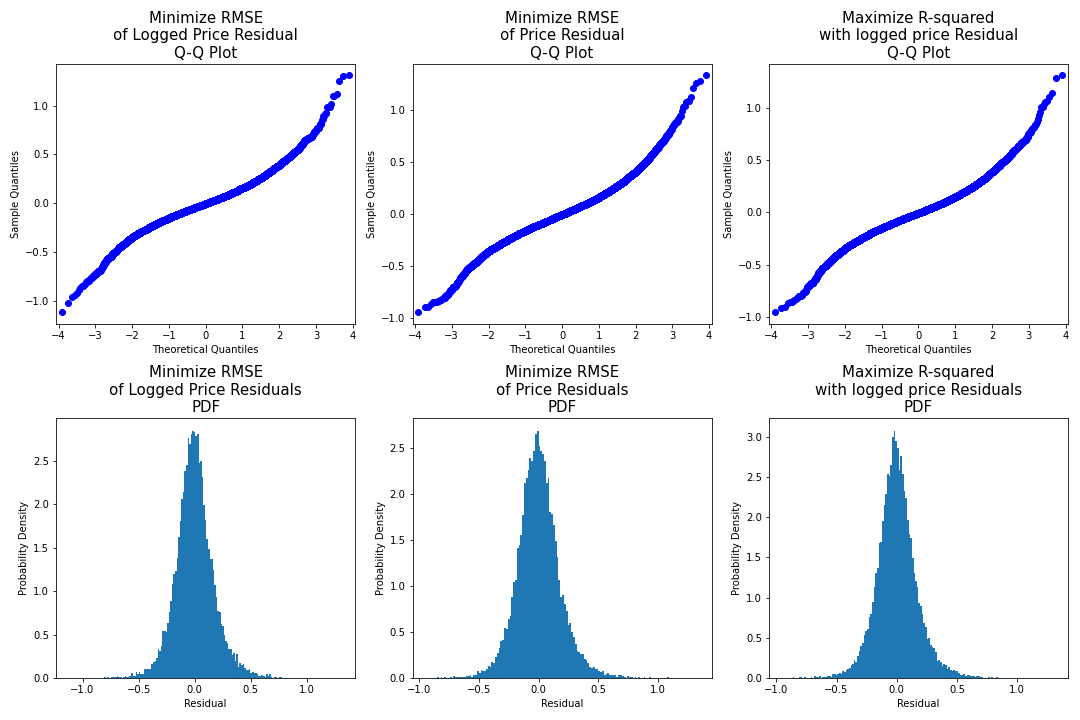 Minimize RMSE
of Logged Price Residual
Q-Q Plot
1.0
0.5
0.0
−0.5
−1.0
Sample Quantiles
−4 −3 −2 −1 0 1 2 3 4
Theoretical Quantiles
Minimize RMSE
of Price Residual
Q-Q Plot
1.0
0.5
0.0
−0.5
−1.0
Sample Quantiles
−4 −3 −2 −1 0 1 2 3 4
Theoretical Quantiles
Maximize R-squared
with logged price Residual
Q-Q Plot
1.0
0.5
0.0
−0.5
−1.0
Sample Quantiles
−4 −3 −2 −1 0 1 2 3 4
Theoretical Quantiles
Minimize RMSE
of Logged Price Residuals
PDF
2.5
2.0
1.5
1.0
0.5
0.0
Probability Density
−1.0 −0.5 0.0 0.5 1.0
Residual
Minimize RMSE
of Price Residuals
PDF
2.5
2.0
1.5
1.0
0.5
0.0
Probability Density
−1.0 −0.5 0.0 0.5 1.0
Residual
Maximize R-squared
with logged price Residuals
PDF
3.0
2.5
2.0
1.5
1.0
0.5
0.0
Probability Density
−1.0 −0.5 0.0 0.5 1.0
Residual